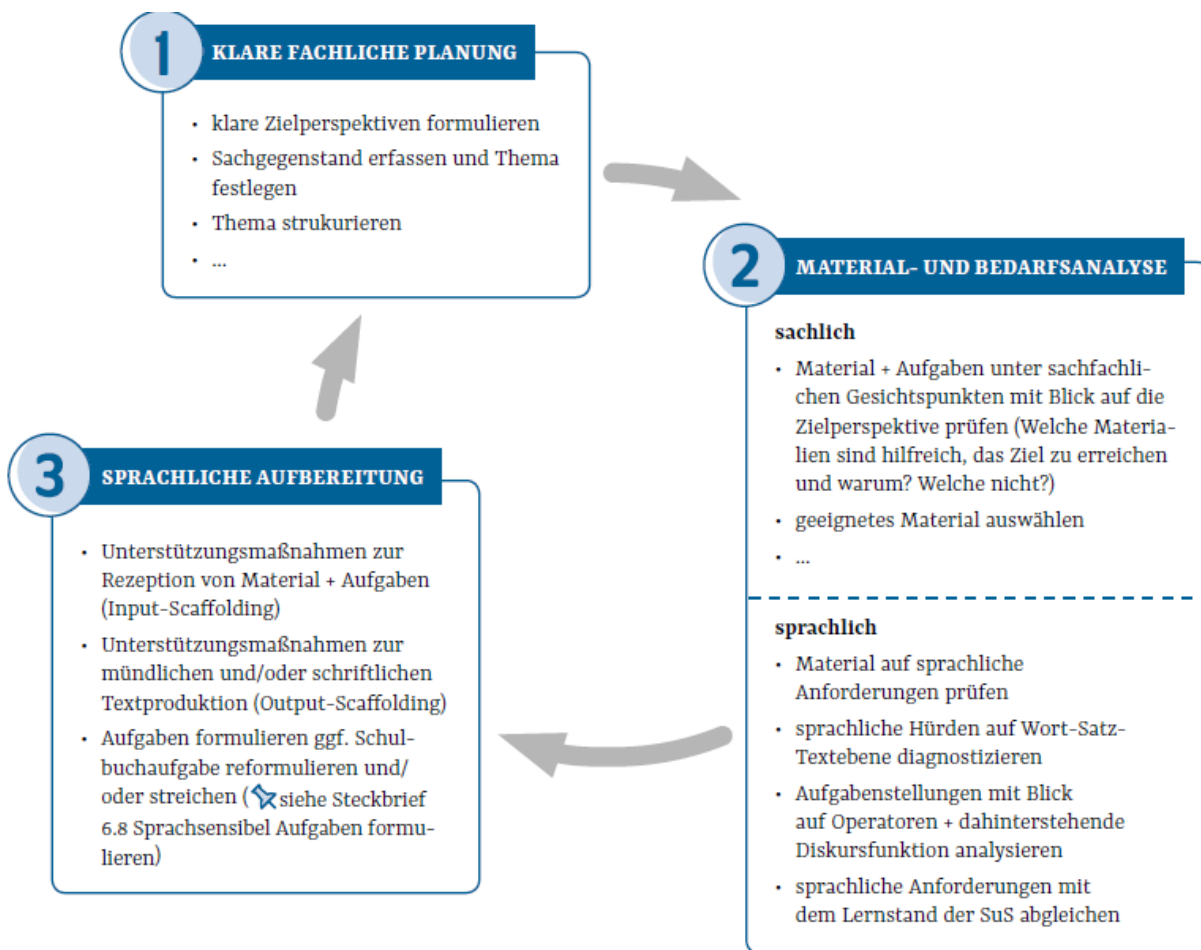 1
KLARE FACHLICHE PLANUNG
• klare Zielperspektiven formulieren
• Sachgegenstand erfassen und Thema
festlegen
• Thema strukurieren
• ...
2
MATERIAL- UND BEDARFSANALYSE
sachlich
• Material + Aufgaben unter sachfachli-
chen Gesichtspunkten mit Blick auf die
Zielperspektive prüfen (Welche Materia-
lien sind hilfreich, das Ziel zu erreichen
und warum? Welche nicht?)
• geeignetes Material auswählen
• ...
sprachlich
• Material auf sprachliche
Anforderungen prüfen
• sprachliche Hürden auf Wort-Satz-
Textebene diagnostizieren
• Aufgabenstellungen mit Blick
auf Operatoren + dahinterstehende
Diskursfunktion analysieren
• sprachliche Anforderungen mit
dem Lernstand der SuS abgleichen
3
SPRACHLICHE AUFBEREITUNG
• Unterstützungsmaßnahmen zur
Rezeption von Material + Aufgaben
(Input-Scaffolding)
• Unterstützungsmaßnahmen zur
mündlichen und/oder schriftlichen
Textproduktion (Output-Scaffolding)
• Aufgaben formulieren ggf. Schul-
buchaufgabe reformulieren und/
oder streichen (siehe Steckbrief
6.8 Sprachsensibel Aufgaben formu-
lieren)